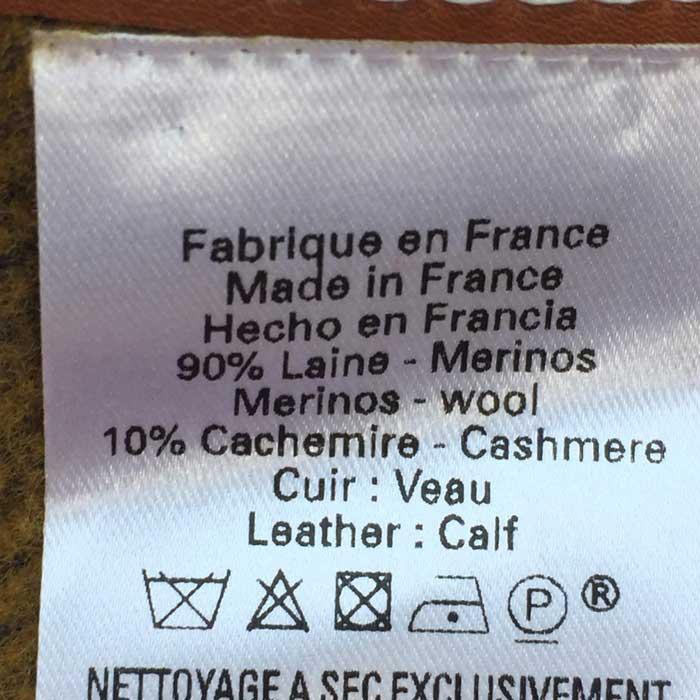 Fabrique en France
Made in France
Hecho en Francia
90% Laine - Merinos
Merinos - wool
10% Cachemire - Cashmere
Cuir : Veau
Leather : Calf
P ®
NETTOYAGE A SEC EXCLUSIVEMENT